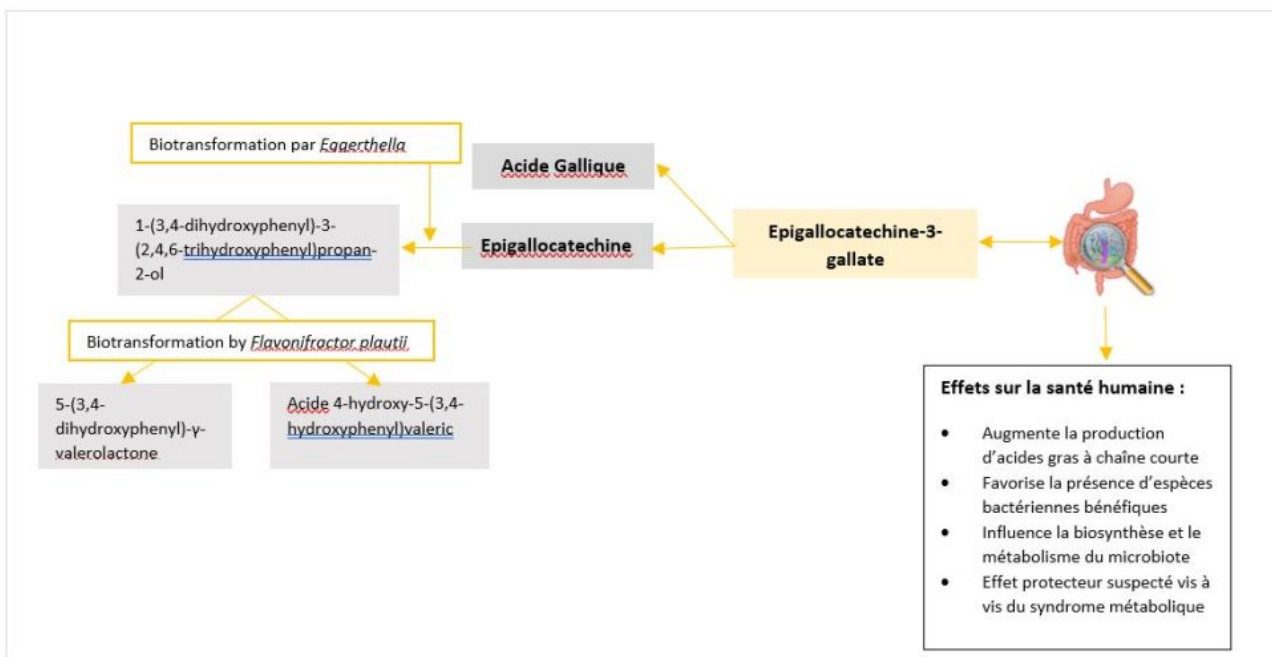 Biotransformation par Eggerthella
Acide Gallique
1-(3,4-dihydroxyphenyl)-3-
(2,4,6-trihydroxyphenyl)propan-
2-ol
Epigallocatechine
Epigallocatechine-3-
gallate
Biotransformation by Flavonifractor plautii
5-(3,4-
dihydroxyphenyl)-γ-
valerolactone
Acide 4-hydroxy-5-(3,4-
hydroxyphenyl)valeric
Effets sur la santé humaine :
• Augmente la production
d'acides gras à chaîne courte
• Favorise la présence d'espèces
bactériennes bénéfiques
• Influence la biosynthèse et le
métabolisme du microbiote
• Effet protecteur suspecté vis à
vis du syndrome métabolique